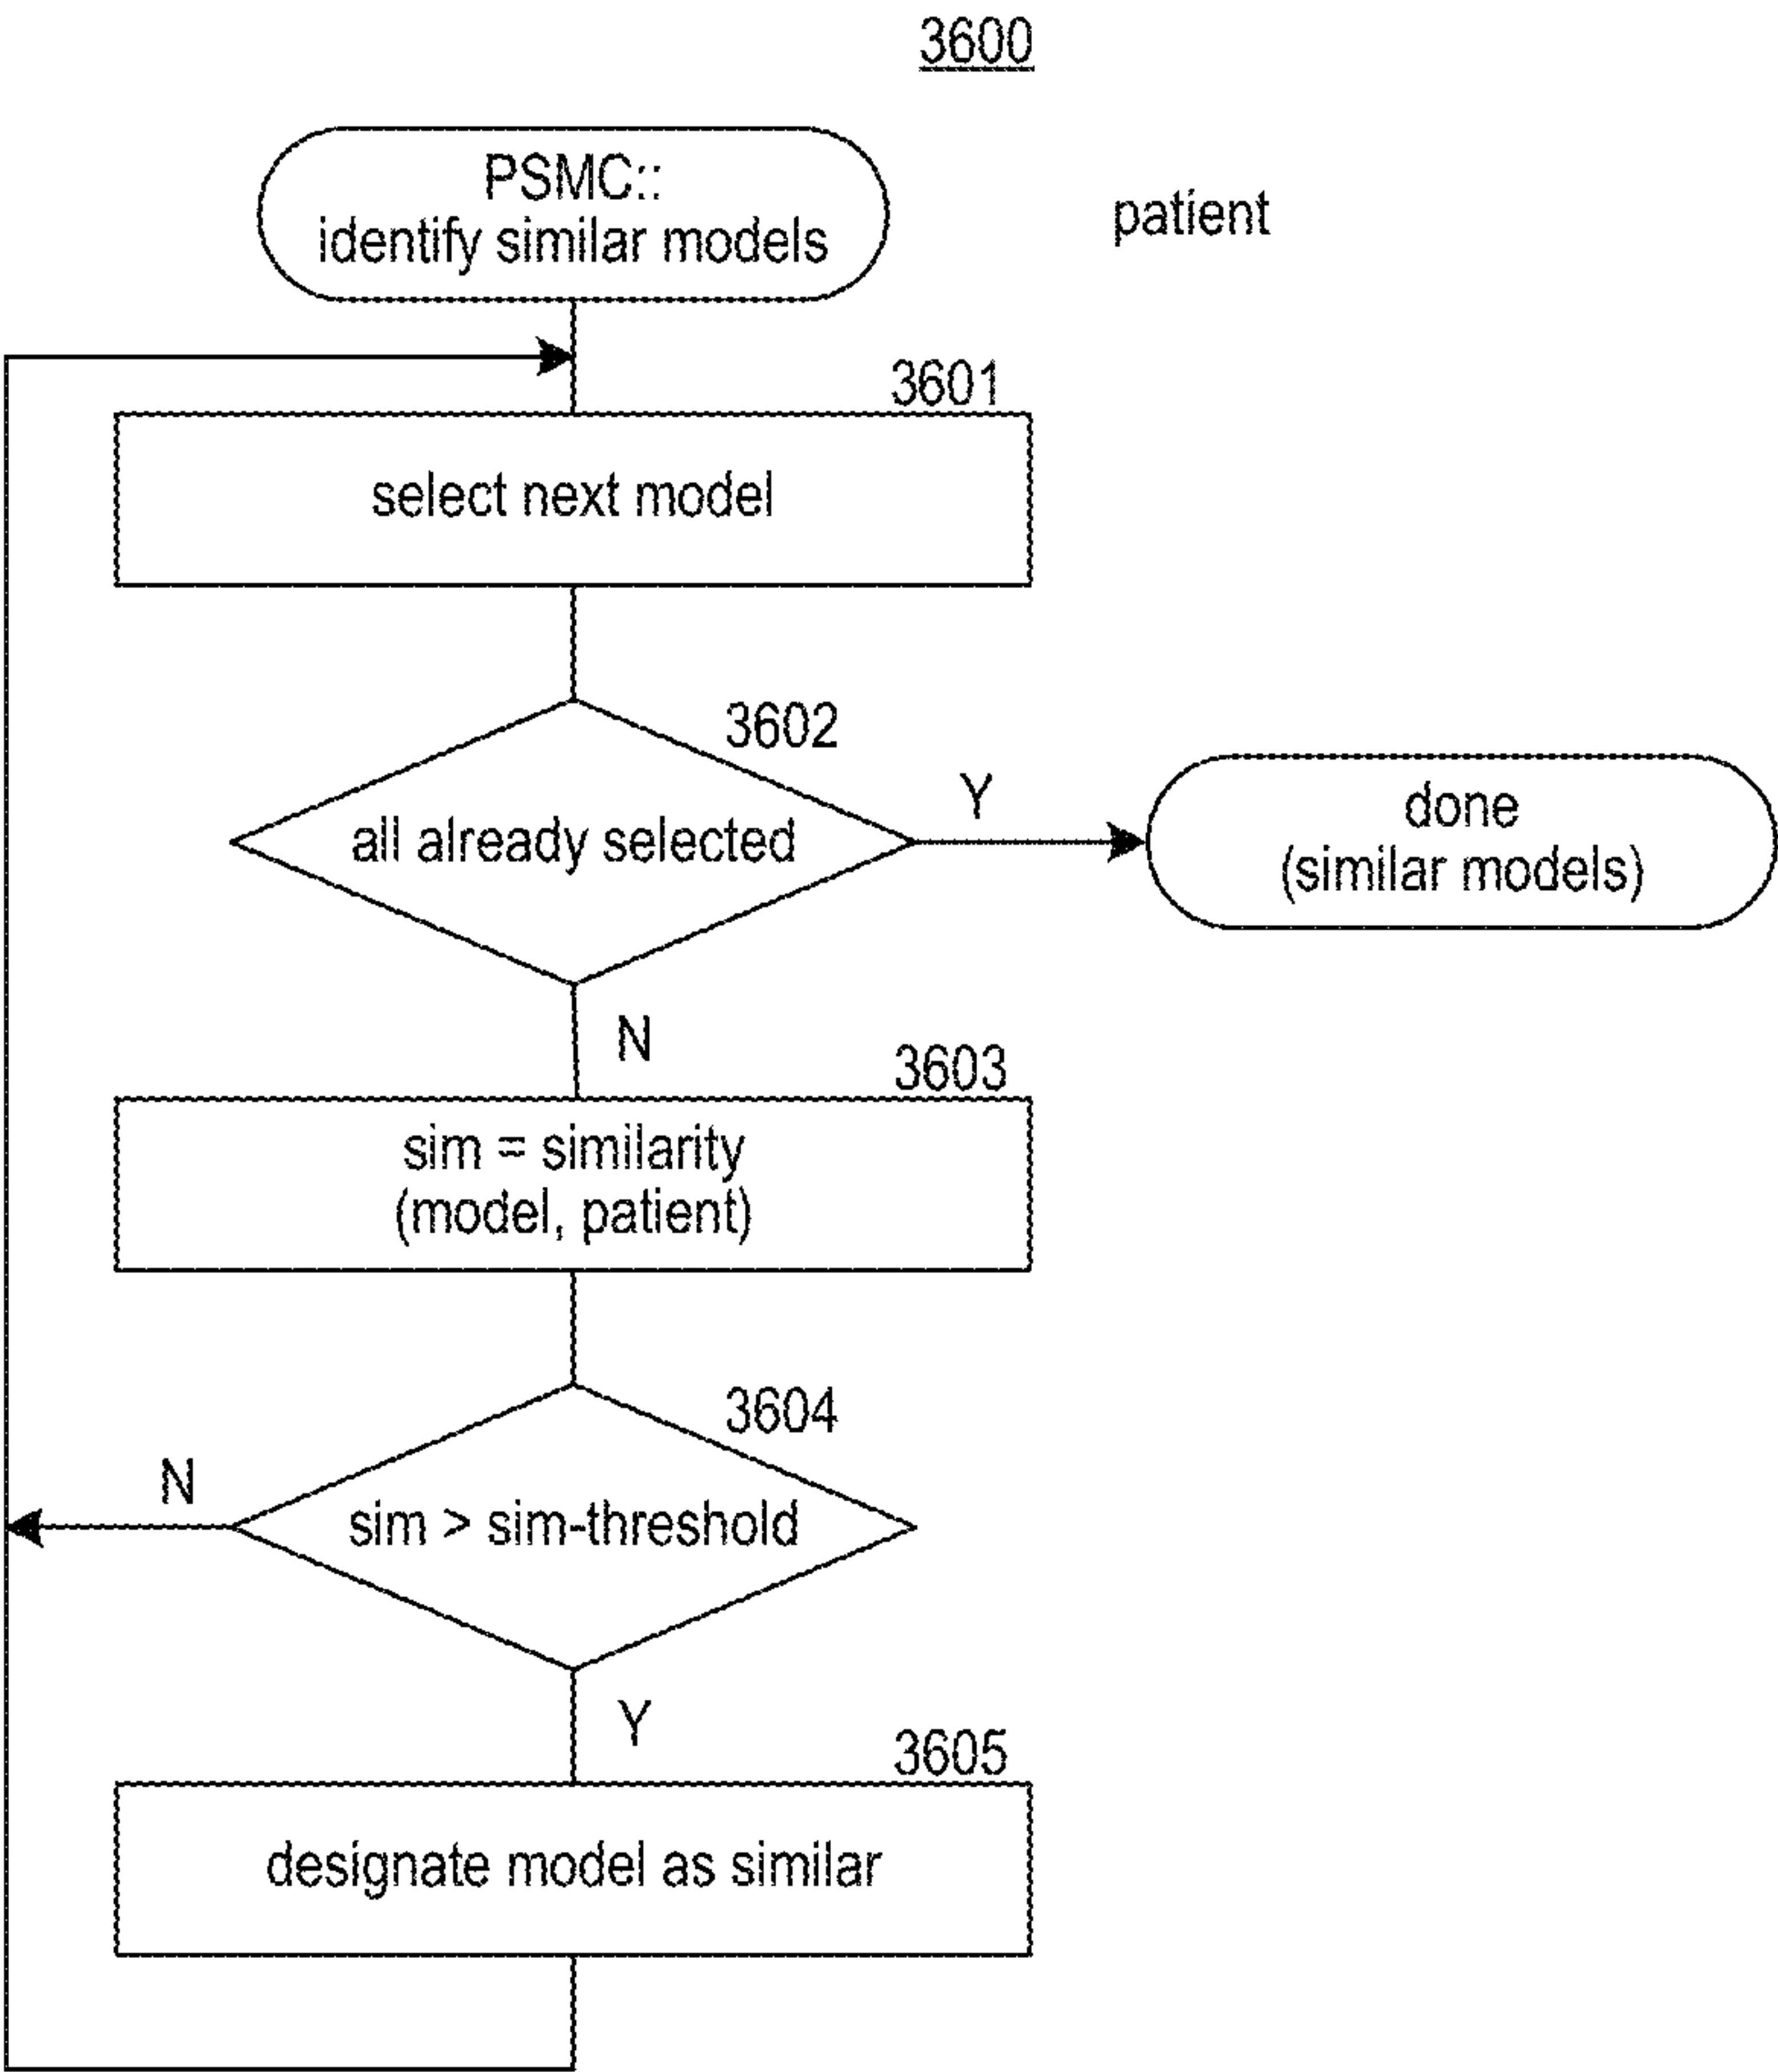 3600
PSMC::
identify similar models
patient
3601
select next model
3602
all already selected
Y
done
(similar models)
N
3603
sim = similarity
(model, patient)
3604
N
sim > sim-threshold
Y
3605
designate model as similar